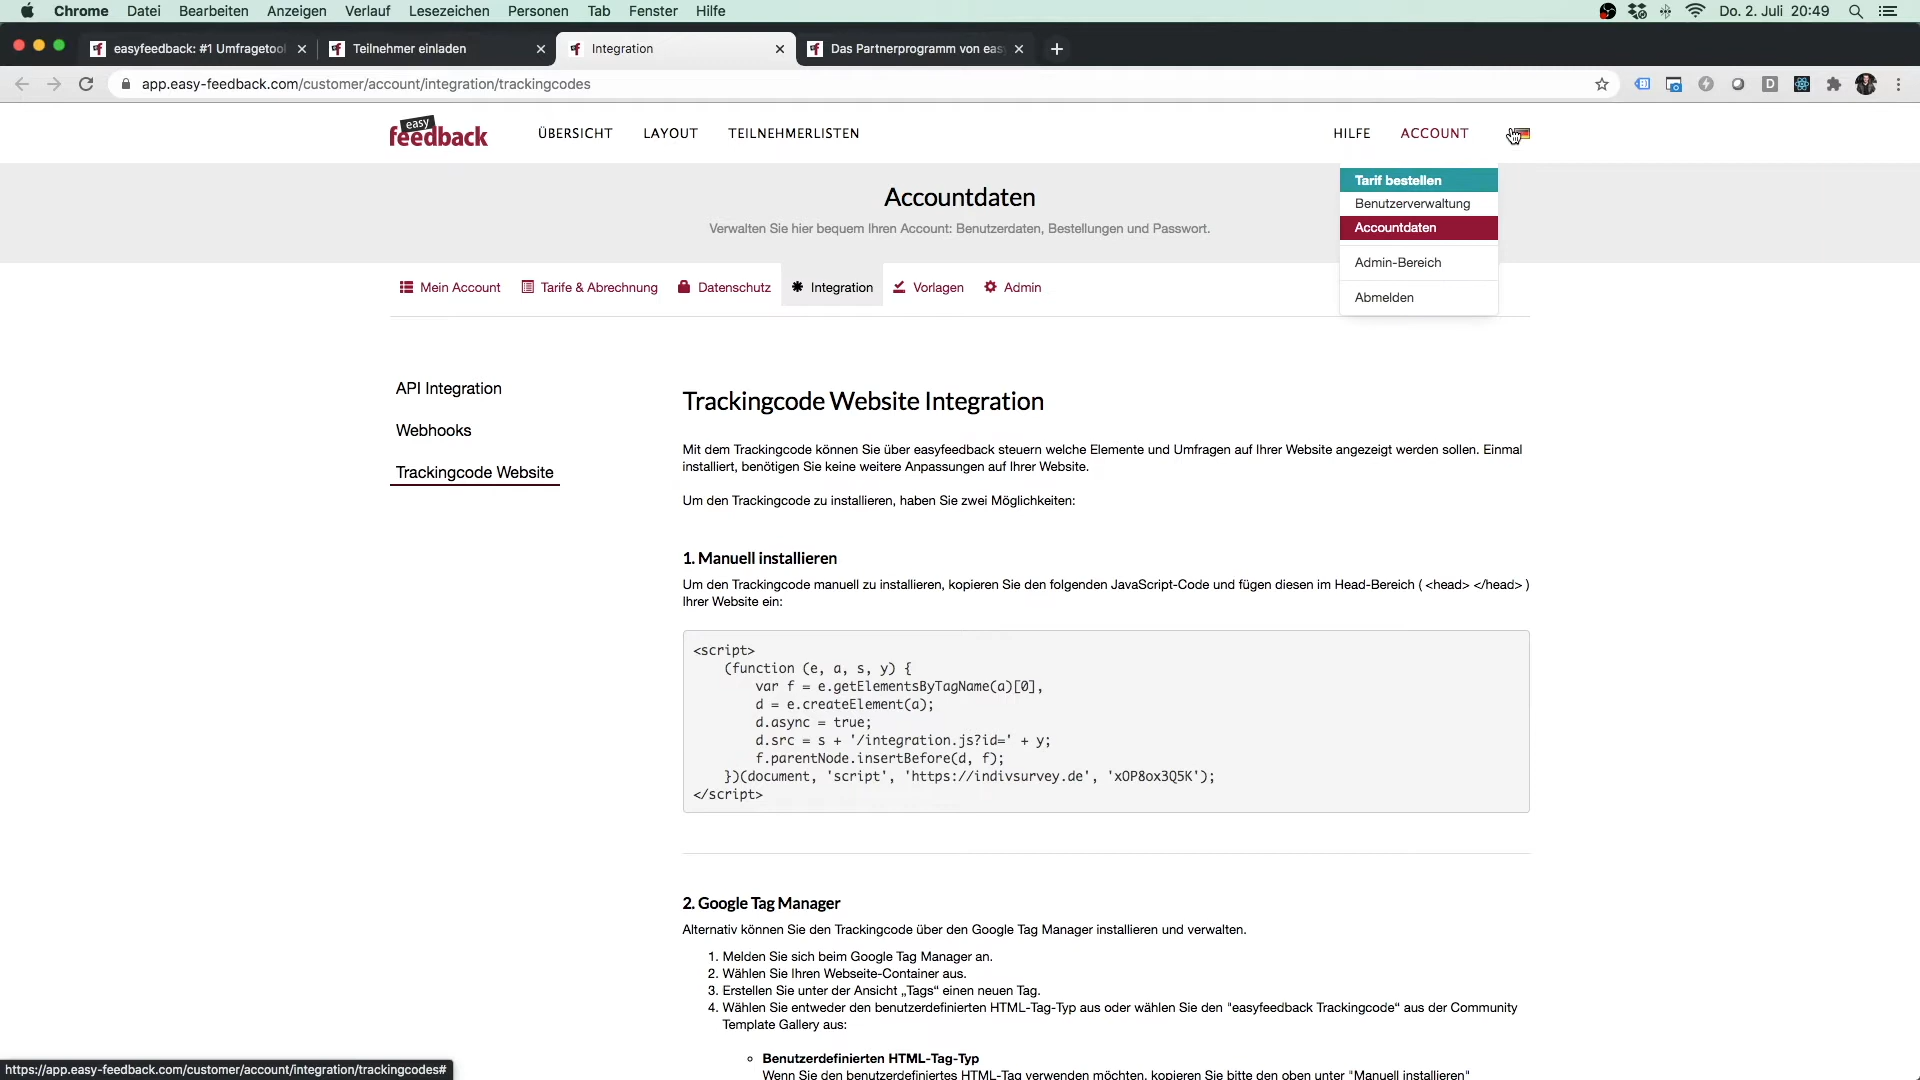 Chrome Datei Bearbeiten Anzeigen Verlauf Lesezeichen Personen Tab Fenster Hilfe Do. 2. Juli 20:49
easyfeedback: #1 Umfragetool Teilnehmer einladen Integration Das Partnerprogramm von eas
app.easy-feedback.com/customer/account/integration/trackingcodes
easy
feedback
ÜBERSICHT LAYOUT TEILNEHMERLISTEN HILFE ACCOUNT
Tarif bestellen
Benutzerverwaltung
Accountdaten
Admin-Bereich
Abmelden
Accountdaten
Verwalten Sie hier bequem Ihren Account: Benutzerdaten, Bestellungen und Passwort.
Mein Account Tarife & Abrechnung Datenschutz Integration Vorlagen Admin
API Integration
Webhooks
Trackingcode Website
Trackingcode Website Integration
Mit dem Trackingcode können Sie über easyfeedback steuern welche Elemente und Umfragen auf Ihrer Website angezeigt werden sollen. Einmal
installiert, benötigen Sie keine weitere Anpassungen auf Ihrer Website.
Um den Trackingcode zu installieren, haben Sie zwei Möglichkeiten:
1. Manuell installieren
Um den Trackingcode manuell zu installieren, kopieren Sie den folgenden JavaScript-Code und fügen diesen im Head-Bereich ( <head> </head> )
Ihrer Website ein:
<script>
(function (e, a, s, y) {
var f = e.getElementsByTagName(a)[0],
d = e.createElement(a);
d.async = true;
d.src = s + '/integration.js?id=' + y;
f.parentNode.insertBefore(d, f);
})(document, 'script', 'https://indivsurvey.de', 'xOP8ox3Q5K');
</script>
2. Google Tag Manager
Alternativ können Sie den Trackingcode über den Google Tag Manager installieren und verwalten.
1. Melden Sie sich beim Google Tag Manager an.
2. Wählen Sie Ihren Webseite-Container aus.
3. Erstellen Sie unter der Ansicht „Tags“ einen neuen Tag.
4. Wählen Sie entweder den benutzerdefinierten HTML-Tag-Typ aus oder wählen Sie den "easyfeedback Trackingcode“ aus der Community
Template Gallery aus:
Benutzerdefinierten HTML-Tag-Typ
Wenn Sie den benutzerdefiniertes HTML-Tag verwenden möchten, kopieren Sie bitte den oben unter "Manuell installieren"
https://app.easy-feedback.com/customer/account/integration/trackingcodes#